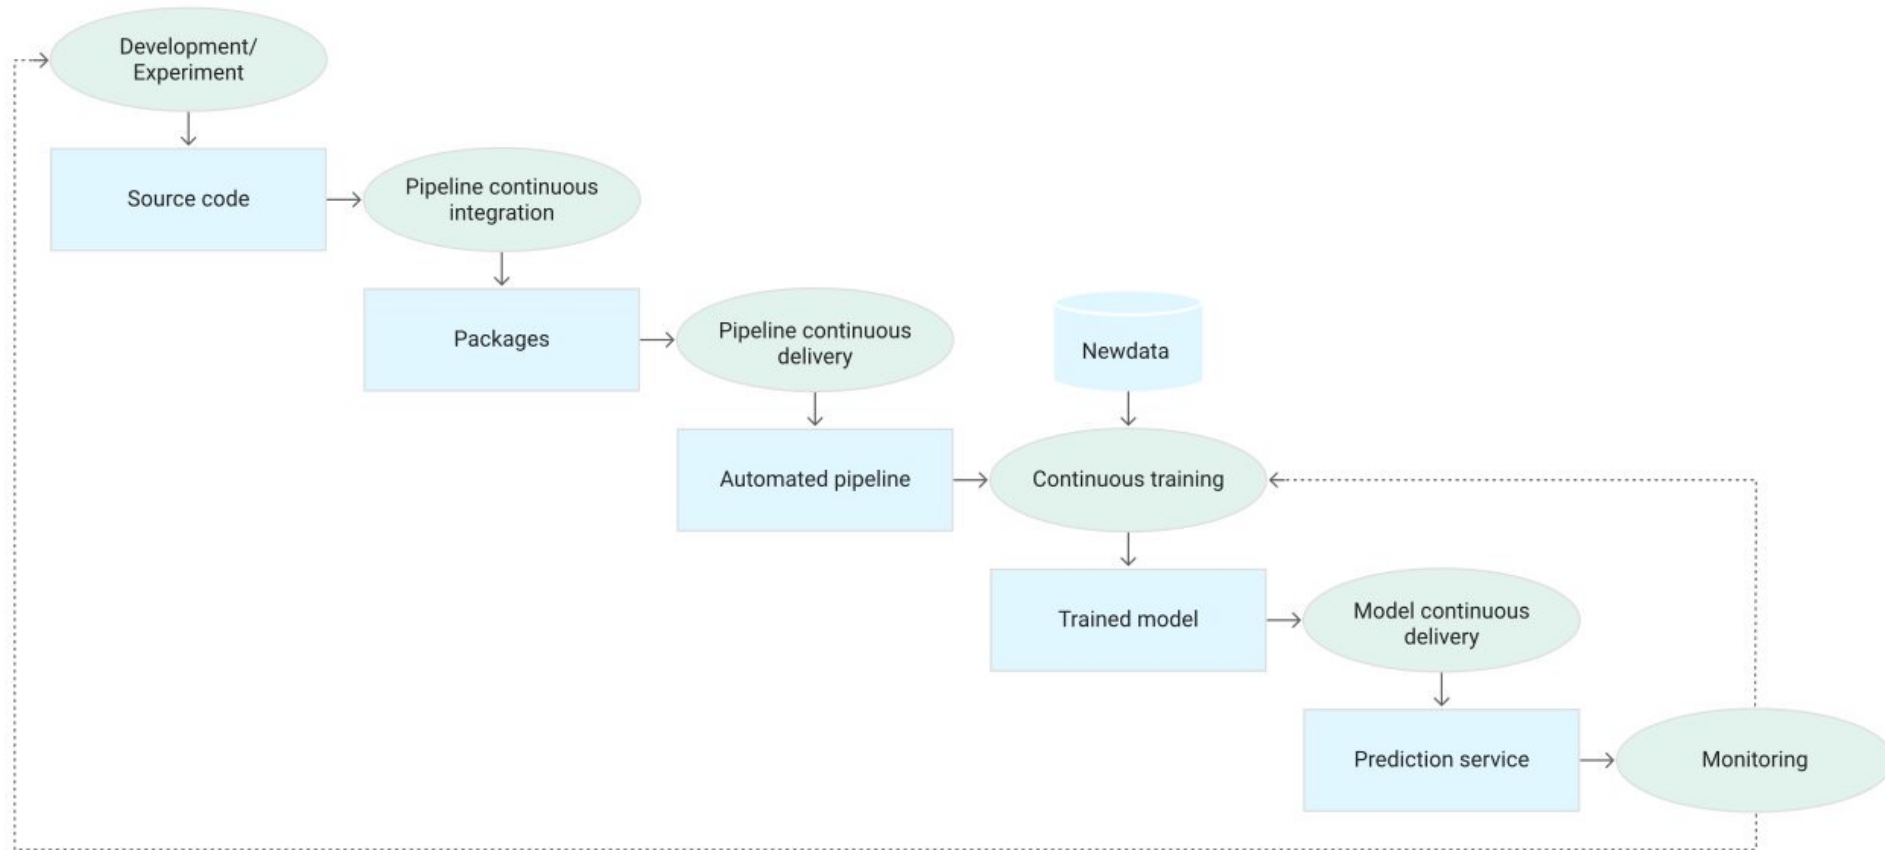 Development/
Experiment
Source code
Pipeline continuous
integration
Packages
Pipeline continuous
delivery
Newdata
Automated pipeline
Continuous training
Trained model
Model continuous
delivery
Prediction service
Monitoring